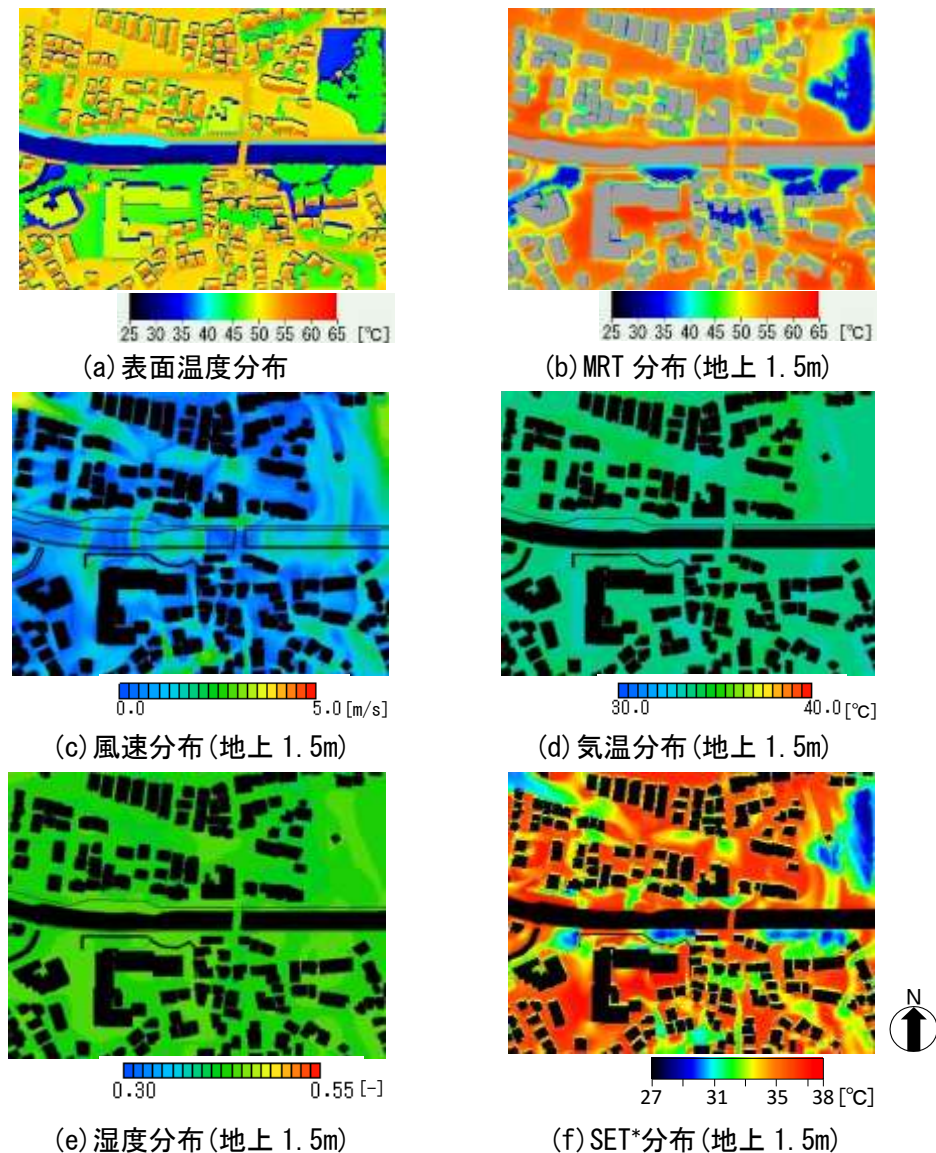 25 30 35 40 45 50 55 60 65 [℃]
25 30 35 40 45 50 55 60 65 [℃]
(a)表面温度分布
(b)MRT 分布(地上 1.5m)
0.0 5.0[m/s]
30.0 40.0[℃]
(c)風速分布(地上 1.5m)
(d)気温分布(地上 1.5m)
0.30 0.55[-]
N
27 31 35 38[℃]
(e)湿度分布(地上 1.5m)
(f)SET*分布(地上 1.5m)